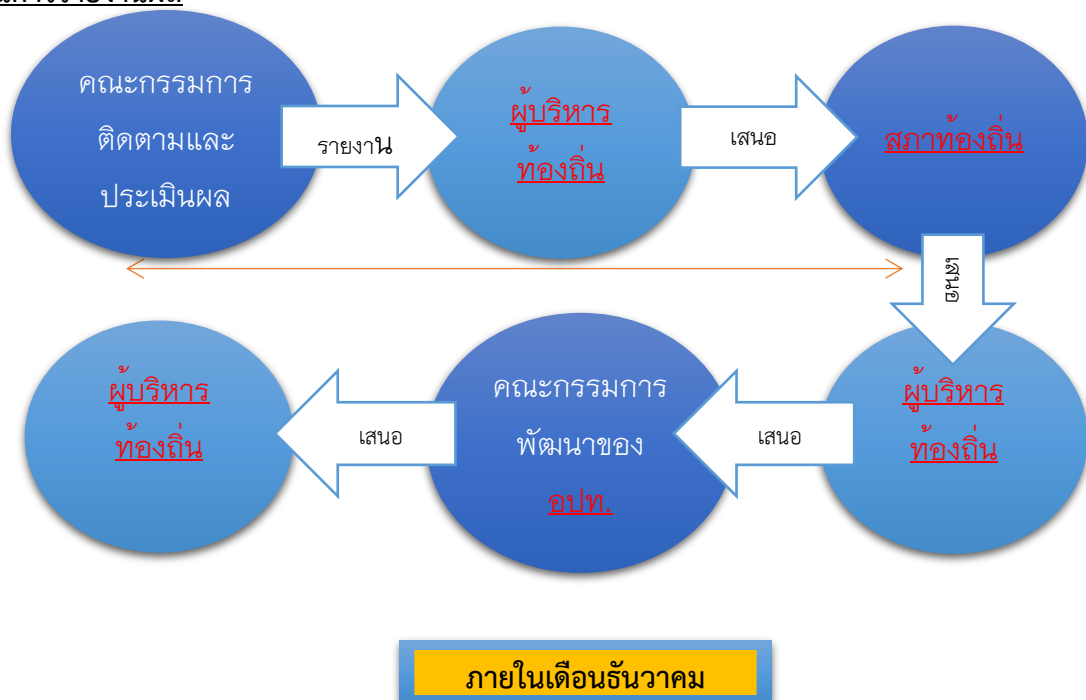 คณะกรรมการ
ติดตามและ
ประเมินผล
รายงาน
ผู้บริหาร
ท้องถิ่น
เสนอ
สภาท้องถิ่น
เสนอ
ผู้บริหาร
ท้องถิ่น
เสนอ
คณะกรรมการ
พัฒนาของ
อปท.
เสนอ
ผู้บริหาร
ท้องถิ่น
ภายในเดือนธันวาคม